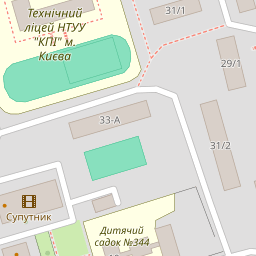 Технічний
ліцей НТУУ
"КПІ" м.
Києва
31/1
29/1
33-А
31/2
Супутник
Дитячий
садок №344